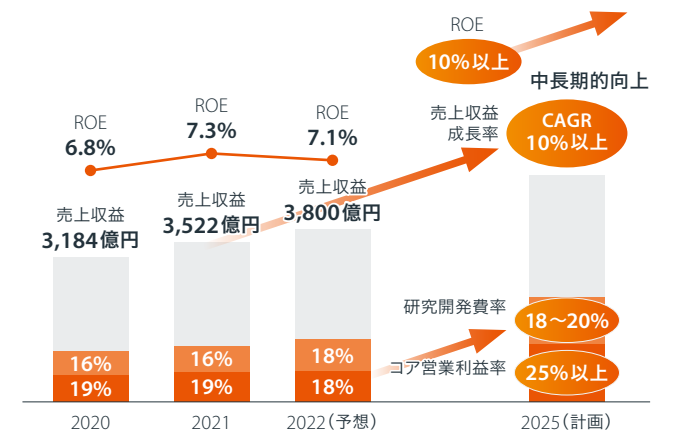 ROE
10%以上
中長期的向上
売上収益
成長率
CAGR
10%以上
ROE
6.8%
ROE
7.3%
ROE
7.1%
売上収益
3,184億円
売上収益
3,522億円
売上収益
3,800億円
研究開発費率
18～20%
コア営業利益率
25%以上
16%
19%
16%
19%
18%
18%
2020
2021
2022（予想）
2025（計画）